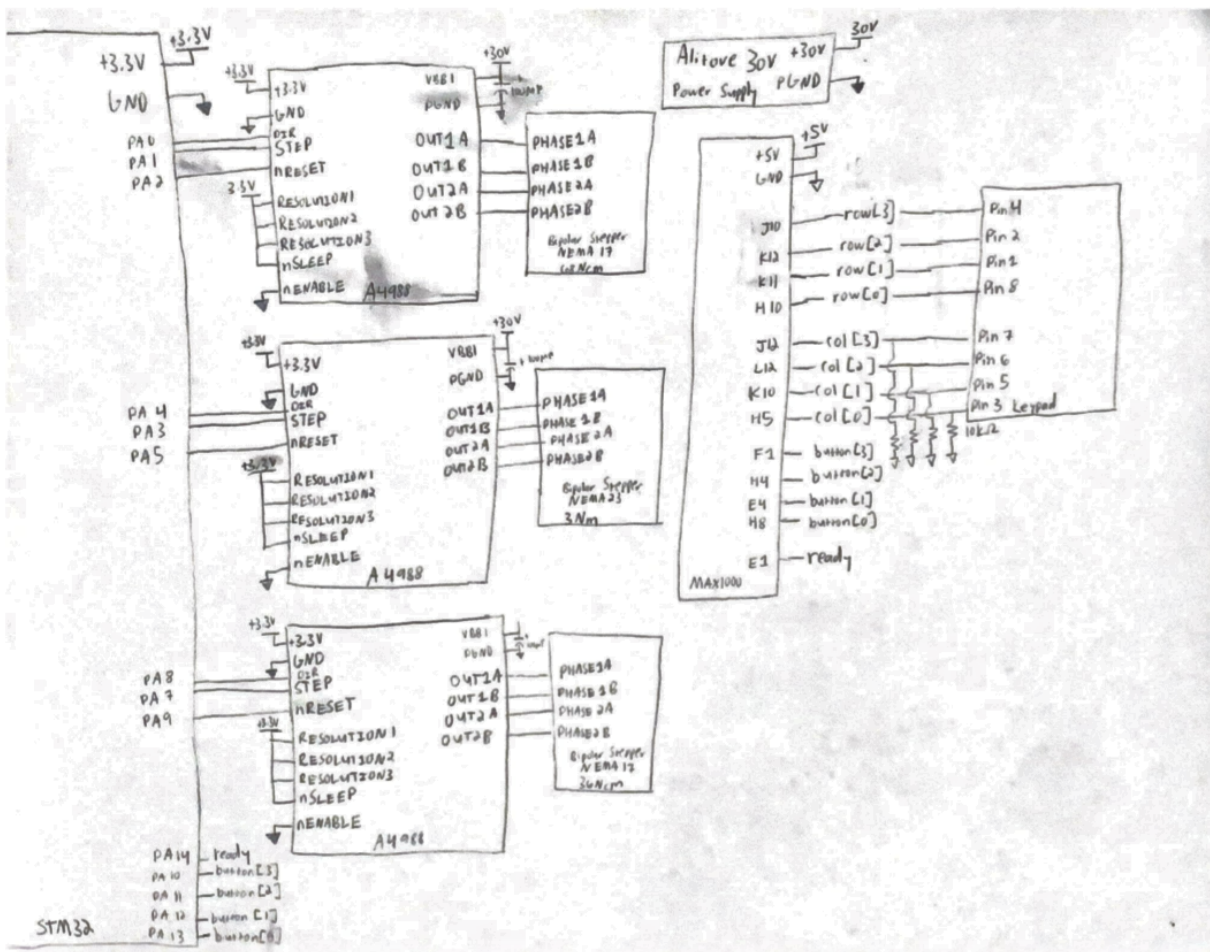 +3.3V
+3.3V
GND
PA0
PA1
PA2
+3.3V
+3.3V
GND
DIR
STEP
nRESET
3.3V
RESOLUTION1
RESOLUTION2
RESOLUTION3
nSLEEP
nENABLE
A4988
+30V
VBB1
PGND
OUT1A
OUT1B
OUT2A
OUT2B
PHASE1A
PHASE1B
PHASE2A
PHASE2B
Bipolar Stepper
NEMA 17
Alitove 30V
Power Supply
+30V
PGND
30V
+5V
+5V
GND
J10
K12
K11
H10
J12
L12
K10
H5
F1
H4
E4
H8
E1
MAX1000
row[3]
row[2]
row[1]
row[0]
col[3]
col[2]
col[1]
col[0]
button[3]
button[2]
button[1]
button[0]
ready
Pin 4
Pin 2
Pin 1
Pin 8
Pin 7
Pin 6
Pin 5
Pin 3 Keypad
10kΩ
PA4
PA3
PA5
+3.3V
+3.3V
GND
DIR
STEP
nRESET
+3.3V
RESOLUTION1
RESOLUTION2
RESOLUTION3
nSLEEP
nENABLE
A4988
+30V
VBB1
PGND
OUT1A
OUT1B
OUT2A
OUT2B
PHASE1A
PHASE1B
PHASE2A
PHASE2B
Bipolar Stepper
NEMA23
3Nm
PA8
PA7
PA9
+3.3V
+3.3V
GND
DIR
STEP
nRESET
+3.3V
RESOLUTION1
RESOLUTION2
RESOLUTION3
nSLEEP
nENABLE
A4988
VBB1
PGND
OUT1A
OUT1B
OUT2A
OUT2B
PHASE1A
PHASE1B
PHASE2A
PHASE2B
Bipolar Stepper
NEMA 17
36Ncm
PA14 ready
PA10 button[3]
PA11 button[2]
PA12 button[1]
PA13 button[0]
STM32